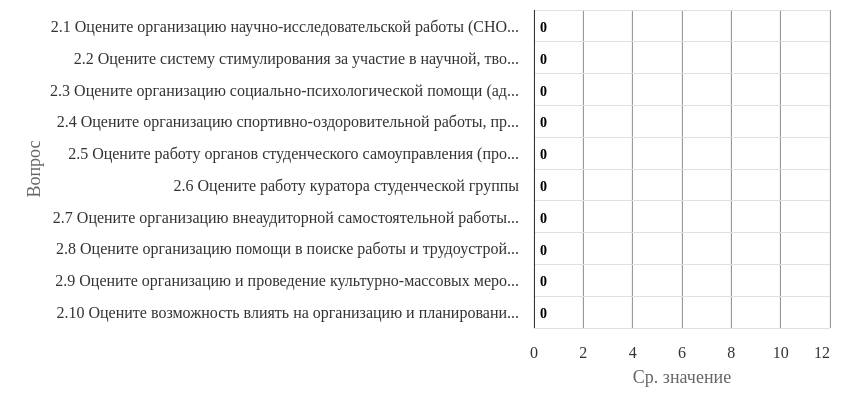 2.1 Оцените организацию научно-исследовательской работы (СНО... 0
2.2 Оцените систему стимулирования за участие в научной, тво... 0
2.3 Оцените организацию социально-психологической помощи (ад... 0
2.4 Оцените организацию спортивно-оздоровительной работы, пр... 0
2.5 Оцените работу органов студенческого самоуправления (про... 0
2.6 Оцените работу куратора студенческой группы 0
2.7 Оцените организацию внеаудиторной самостоятельной работы... 0
2.8 Оцените организацию помощи в поиске работы и трудоустрой... 0
2.9 Оцените организацию и проведение культурно-массовых меро... 0
2.10 Оцените возможность влиять на организацию и планировани... 0
Вопрос
0 2 4 6 8 10 12
Ср. значение